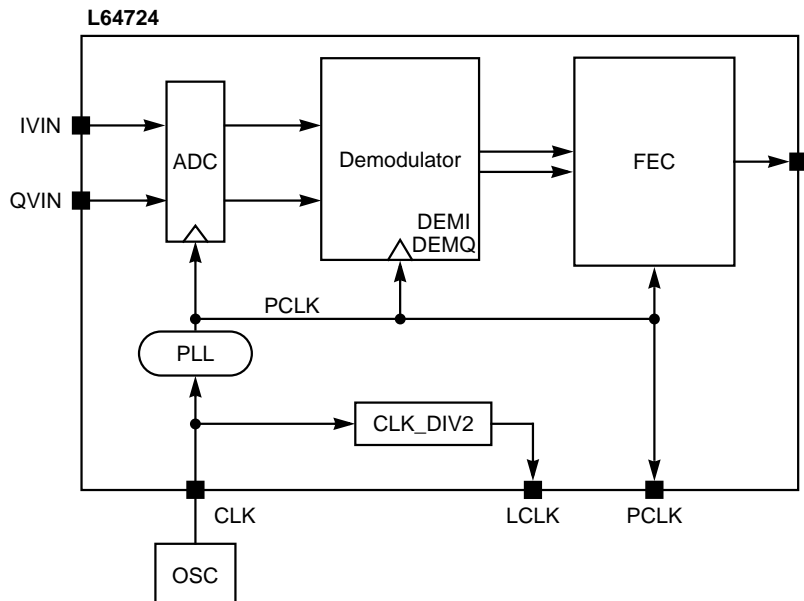 L64724
IVIN
ADC
Demodulator
FEC
QVIN
DEMI
DEMQ
PCLK
PLL
CLK_DIV2
CLK
LCLK
PCLK
OSC